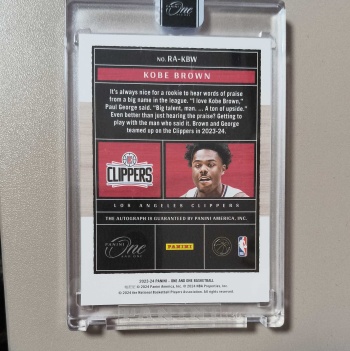 One
NO. RA-KBW
KOBE BROWN
It's always nice for a rookie to hear words of praise
from a big name in the league. "I love Kobe Brown,"
Paul George said. "Big talent, man. ... A ton of upside."
Even better than just hearing the praise? Getting to
play with the man who said it. Brown and George
teamed up on the Clippers in 2023-24.
CLIPPERS
LOS ANGELES CLIPPERS
THE AUTOGRAPH IS GUARANTEED BY PANINI AMERICA, INC.
PANINI
One
AND ONE
PANINI
NBA
2023-24 PANINI - ONE AND ONE BASKETBALL
© 2024 Panini America, Inc. © 2024 NBA Properties, Inc.
© 2024 the National Basketball Players Association. All rights reserved.